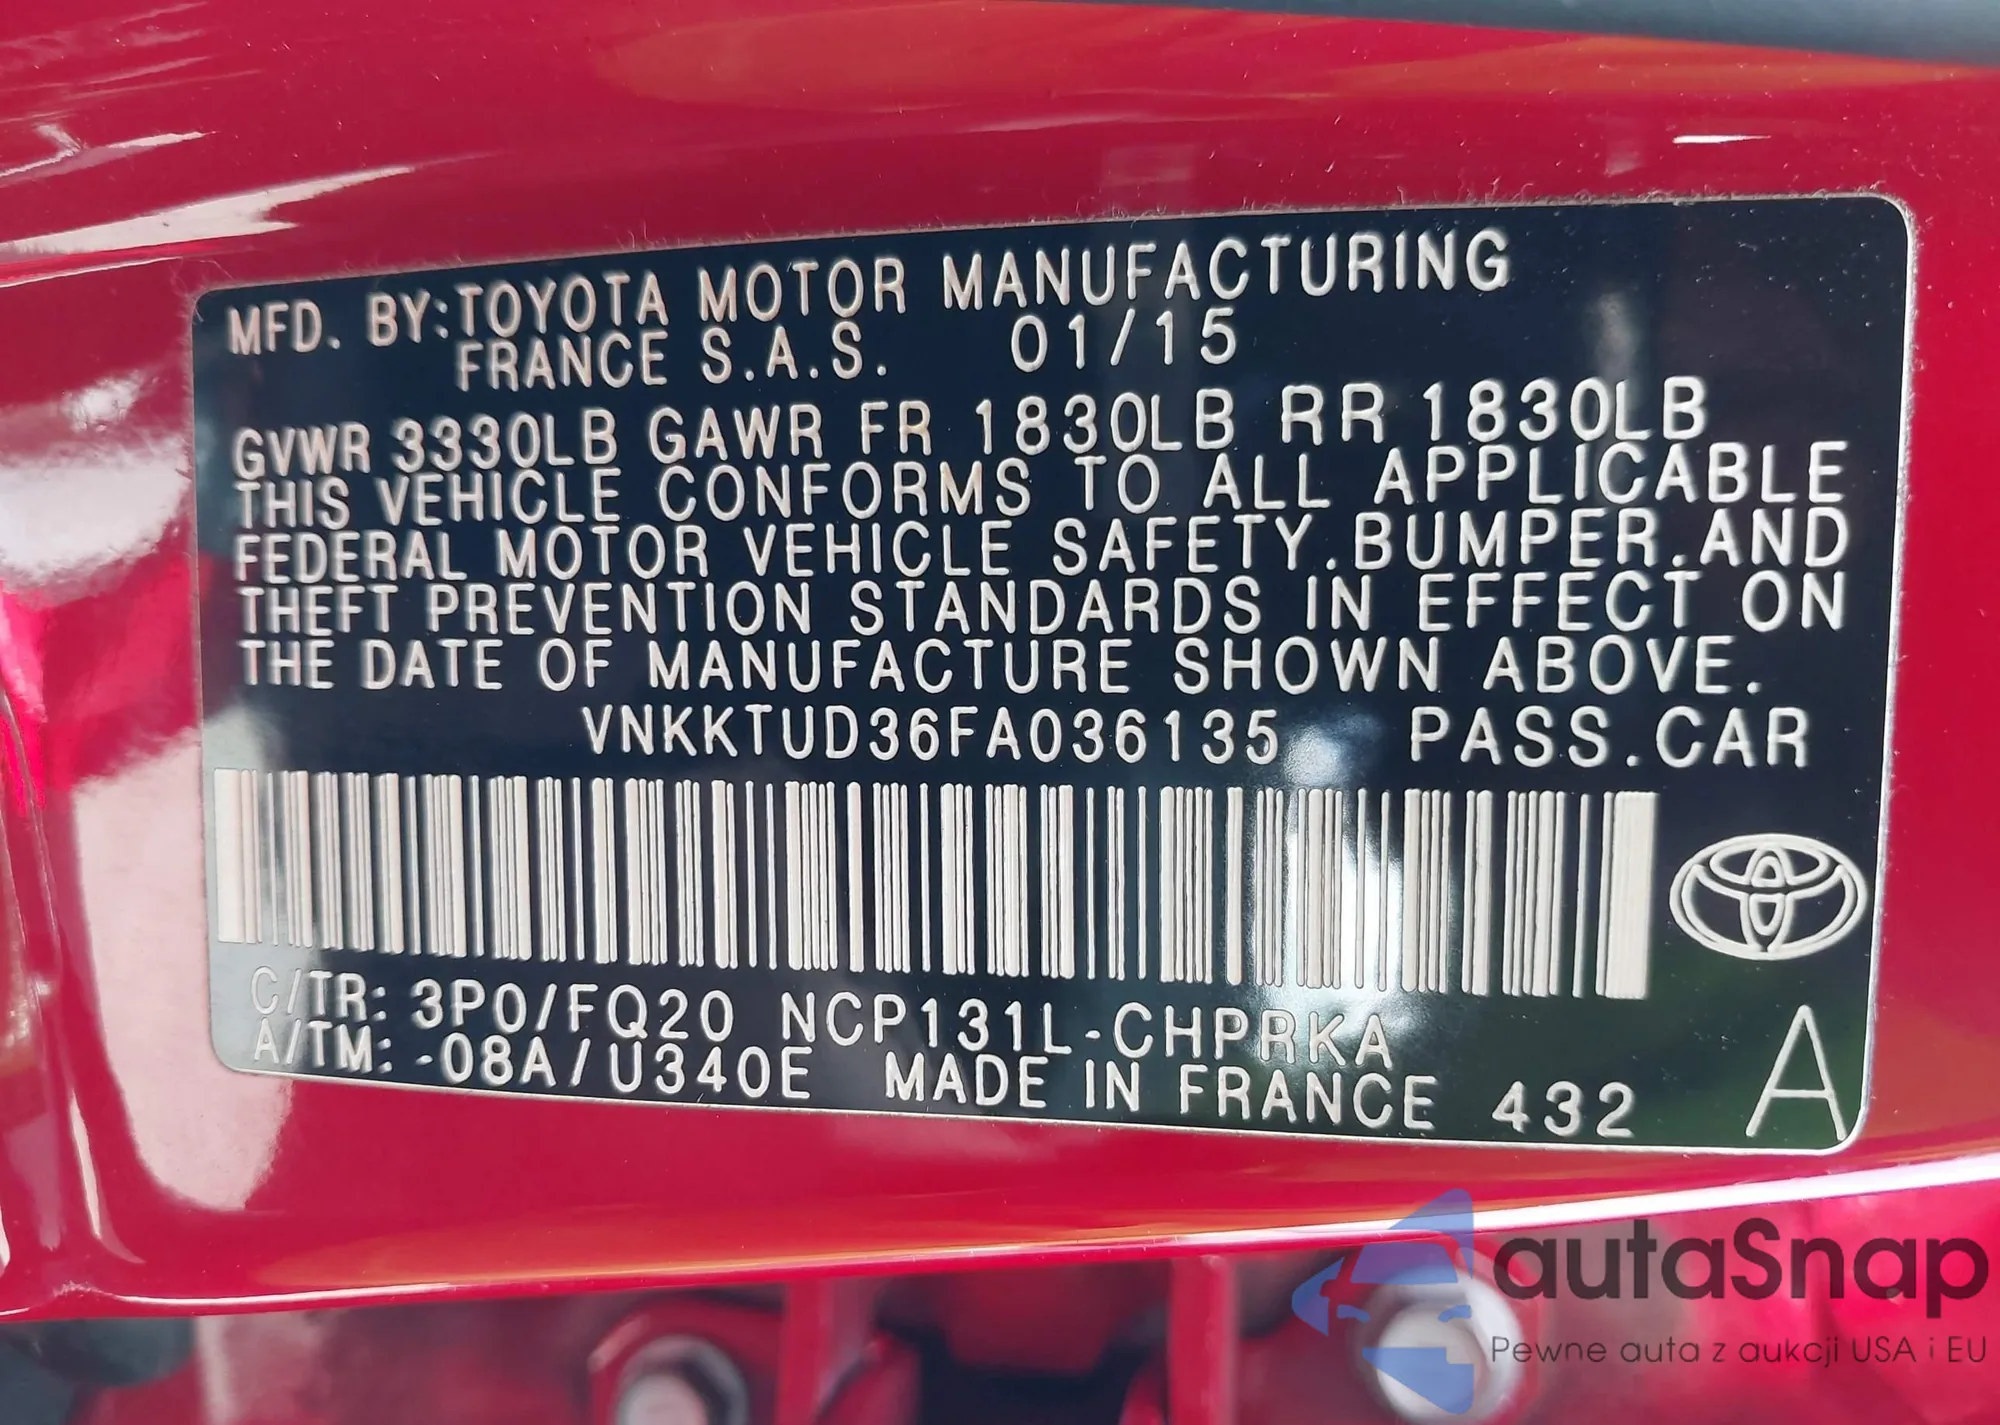 MFD. BY:TOYOTA MOTOR MANUFACTURING
FRANCE S.A.S. 01/15
GVWR 3330LB GAWR FR 1830LB RR 1830LB
THIS VEHICLE CONFORMS TO ALL APPLICABLE
FEDERAL MOTOR VEHICLE SAFETY.BUMPER.AND
THEFT PREVENTION STANDARDS IN EFFECT ON
THE DATE OF MANUFACTURE SHOWN ABOVE.
VNKKTUD36FA036135 PASS.CAR
C/TR: 3P0/FQ20 NCP131L-CHPRKA
A/TM: -08A/U340E MADE IN FRANCE 432 A
autaSnap
Pewne auta z aukcji USA i EU